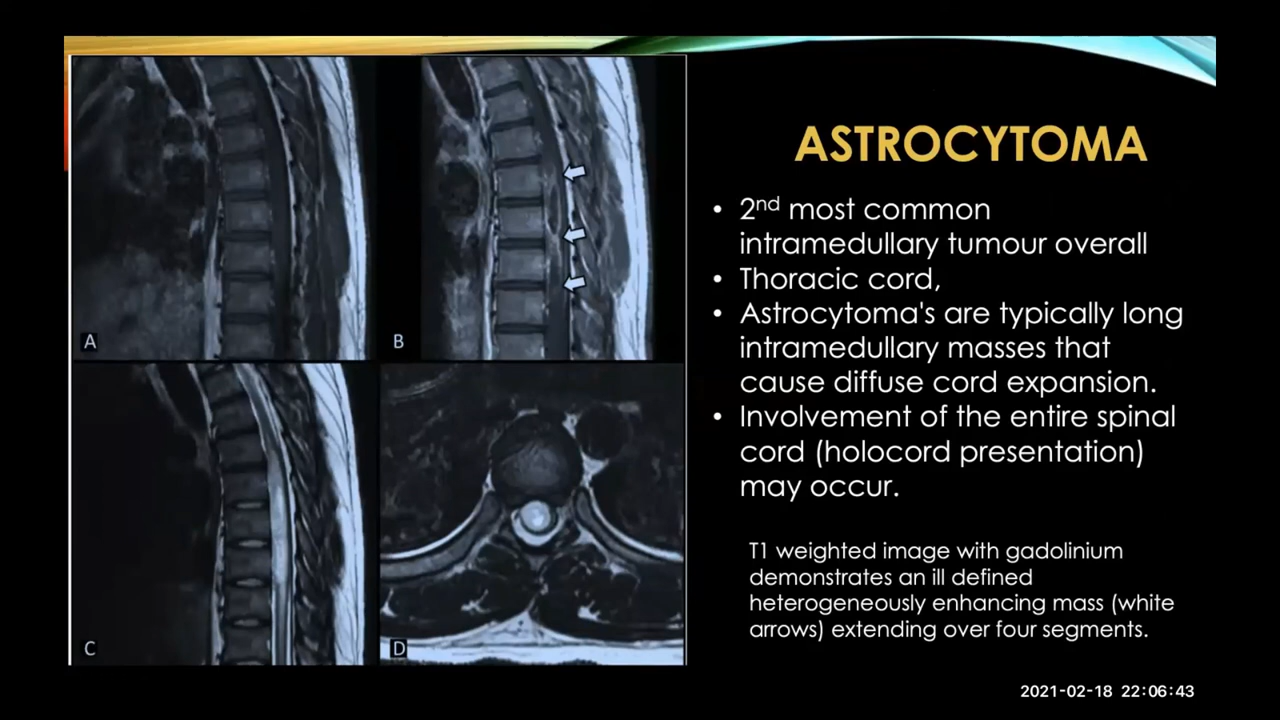 ASTROCYTOMA
• 2nd most common
intramedullary tumour overall
• Thoracic cord,
• Astrocytoma's are typically long
intramedullary masses that
cause diffuse cord expansion.
• Involvement of the entire spinal
cord (holocord presentation)
may occur.
T1 weighted image with gadolinium
demonstrates an ill defined
heterogeneously enhancing mass (white
arrows) extending over four segments.
A
B
C
D
2021-02-18 22:06:43